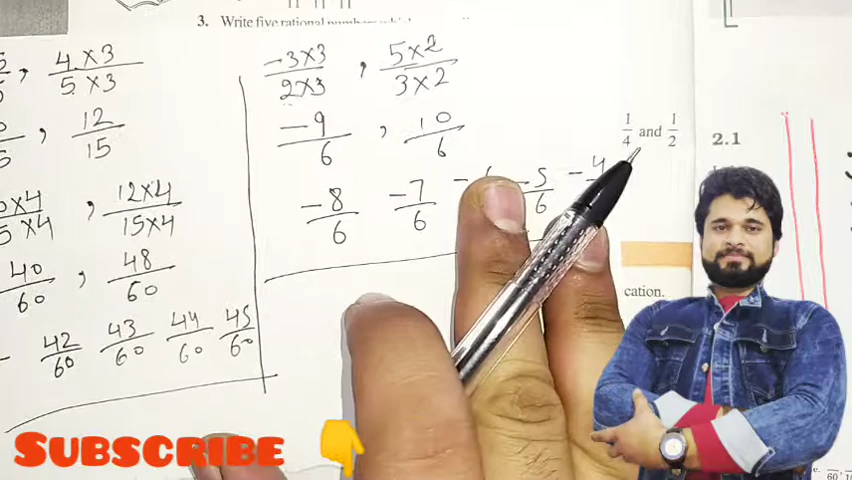 3. Write five rational numbers which
4 × 3 / 5 × 3
12 / 15
12×4 / 15×4
40 / 60 , 48 / 60
42/60 43/60 44/60 45/60
-3×3 / 2×3 , 5×2 / 3×2
-9 / 6 , 10 / 6
-8/6 -7/6 -5/6 -4
1/4 and 1/2
2.1
cation.
SUBSCRIBE